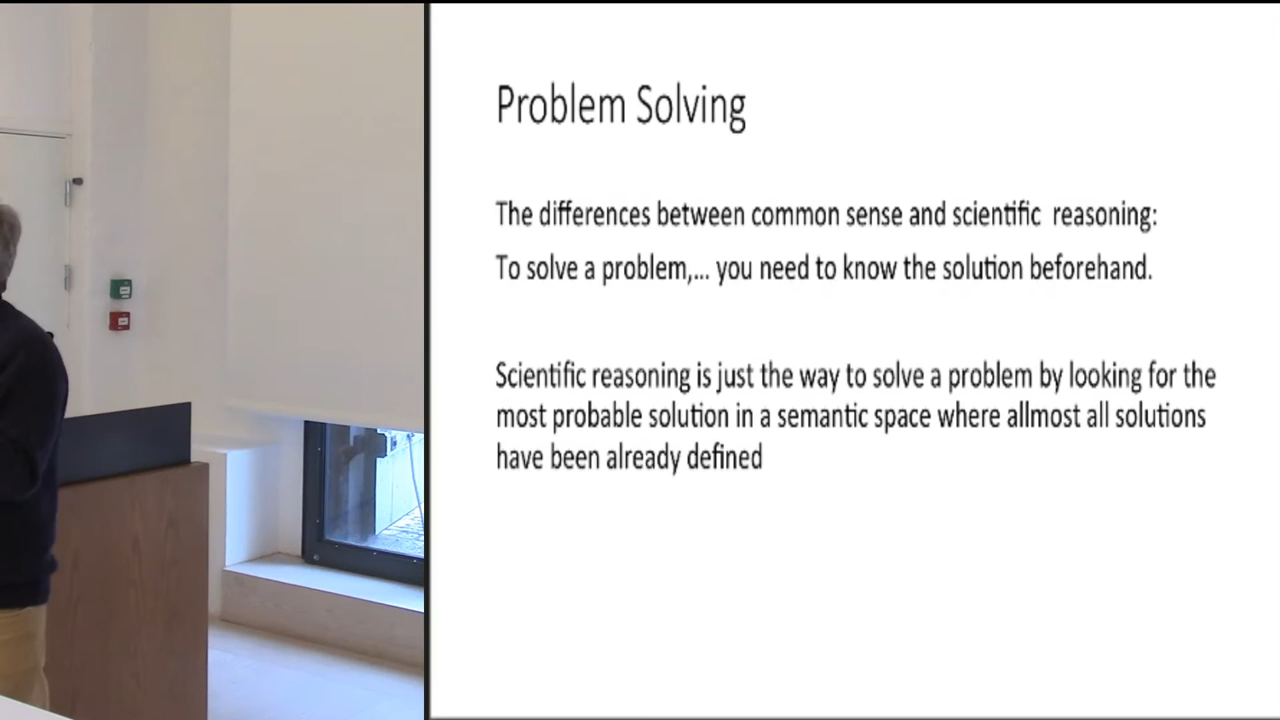 Problem Solving
The differences between common sense and scientific reasoning:
To solve a problem,... you need to know the solution beforehand.
Scientific reasoning is just the way to solve a problem by looking for the
most probable solution in a semantic space where allmost all solutions
have been already defined